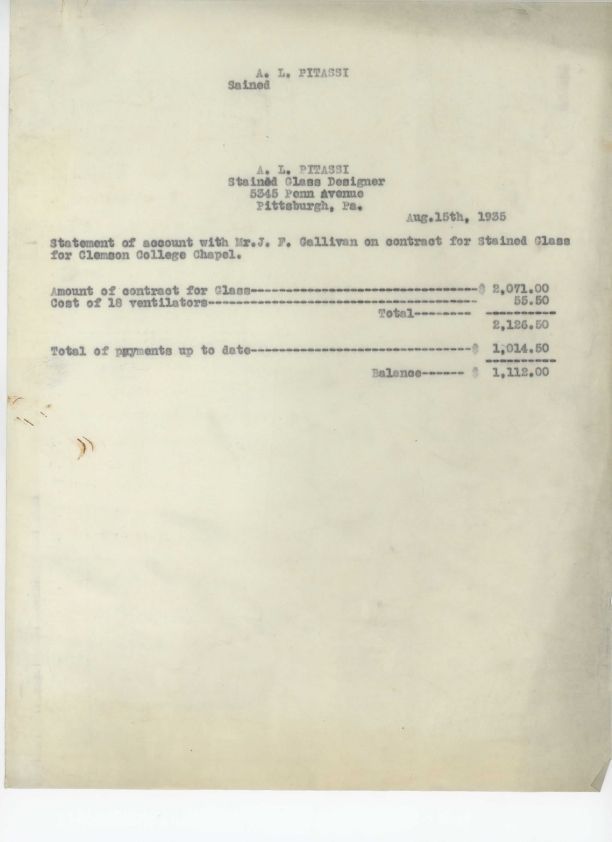 A. L. PITASSI
Sained
A. L. PITASSI
Stained Glass Designer
5345 Penn Avenue
Pittsburgh, Pa.
Aug.15th, 1935
Statement of account with Mr.J. F. Gallivan on contract for Stained Glass
for Clemson College Chapel.
Amount of contract for Glass-----------------------------------$ 2,071.00
Cost of 18 ventilators----------------------------------------- 55.50
Total-------- ----------
2,126.50
Total of payments up to date-----------------------------------$ 1,014.50
----------
Balance------ $ 1,112.00